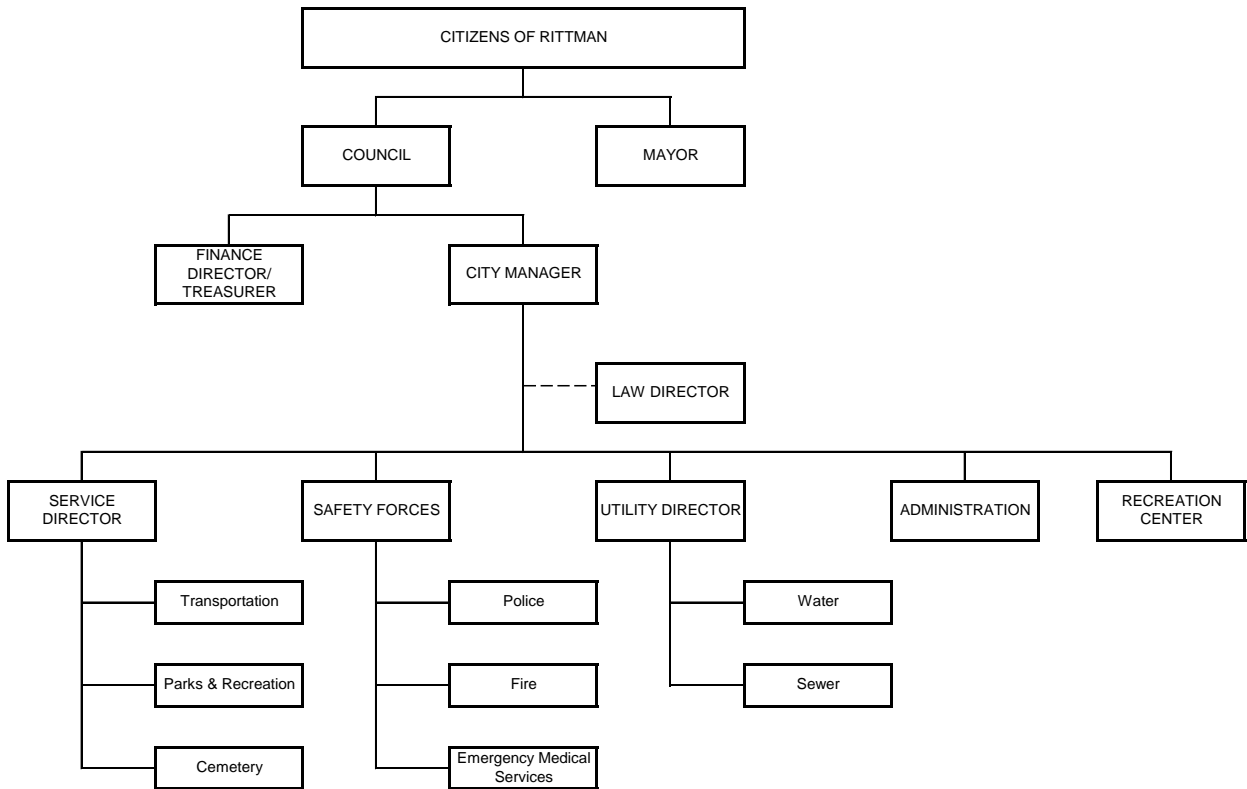 CITIZENS OF RITTMAN
COUNCIL
MAYOR
FINANCE
DIRECTOR/
TREASURER
CITY MANAGER
LAW DIRECTOR
SERVICE
DIRECTOR
SAFETY FORCES
UTILITY DIRECTOR
ADMINISTRATION
RECREATION
CENTER
Transportation
Police
Water
Parks & Recreation
Fire
Sewer
Cemetery
Emergency Medical
Services